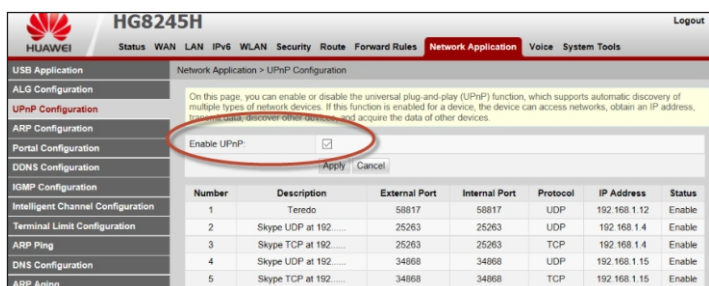 HG8245H
Logout
HUAWEI
Status WAN LAN IPv6 WLAN Security Route Forward Rules Network Application Voice System Tools
USB Application
Network Application > UPnP Configuration
ALG Configuration
On this page, you can enable or disable the universal plug-and-play (UPnP) function, which supports automatic discovery of
multiple types of network devices. If this function is enabled for a device, the device can access networks, obtain an IP address,
transmit data, discover other devices, and acquire the data of other devices.
UPnP Configuration
ARP Configuration
Portal Configuration
Enable UPnP:
DDNS Configuration
Apply Cancel
IGMP Configuration
Number Description External Port Internal Port Protocol IP Address Status
Intelligent Channel Configuration
1 Teredo 58817 58817 UDP 192.168.1.12 Enable
Terminal Limit Configuration
2 Skype UDP at 192...... 25263 25263 UDP 192.168.1.4 Enable
ARP Ping
3 Skype TCP at 192...... 25263 25263 TCP 192.168.1.4 Enable
DNS Configuration
4 Skype UDP at 192...... 34868 34868 UDP 192.168.1.15 Enable
ARP Aging
5 Skype TCP at 192...... 34868 34868 TCP 192.168.1.15 Enable